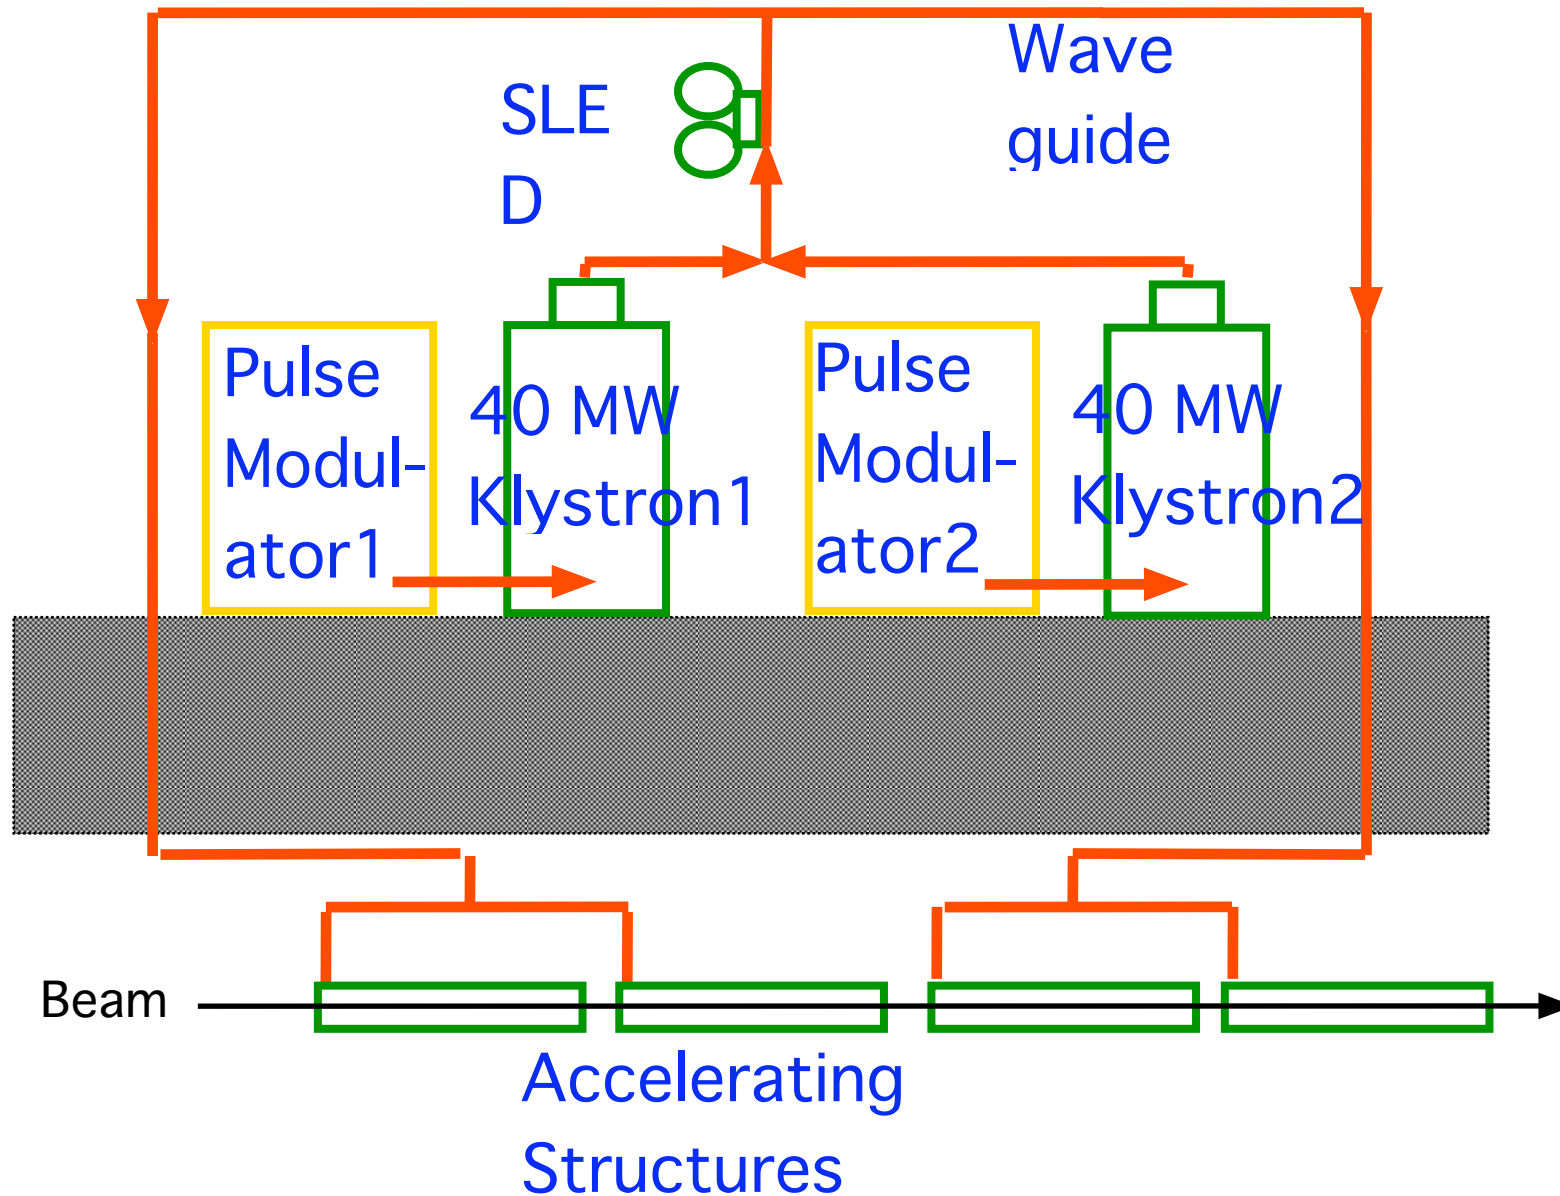 SLE
D
Wave
guide
Pulse
Modul-
ator1
40 MW
Klystron1
Pulse
Modul-
ator2
40 MW
Klystron2
Beam
Accelerating
Structures